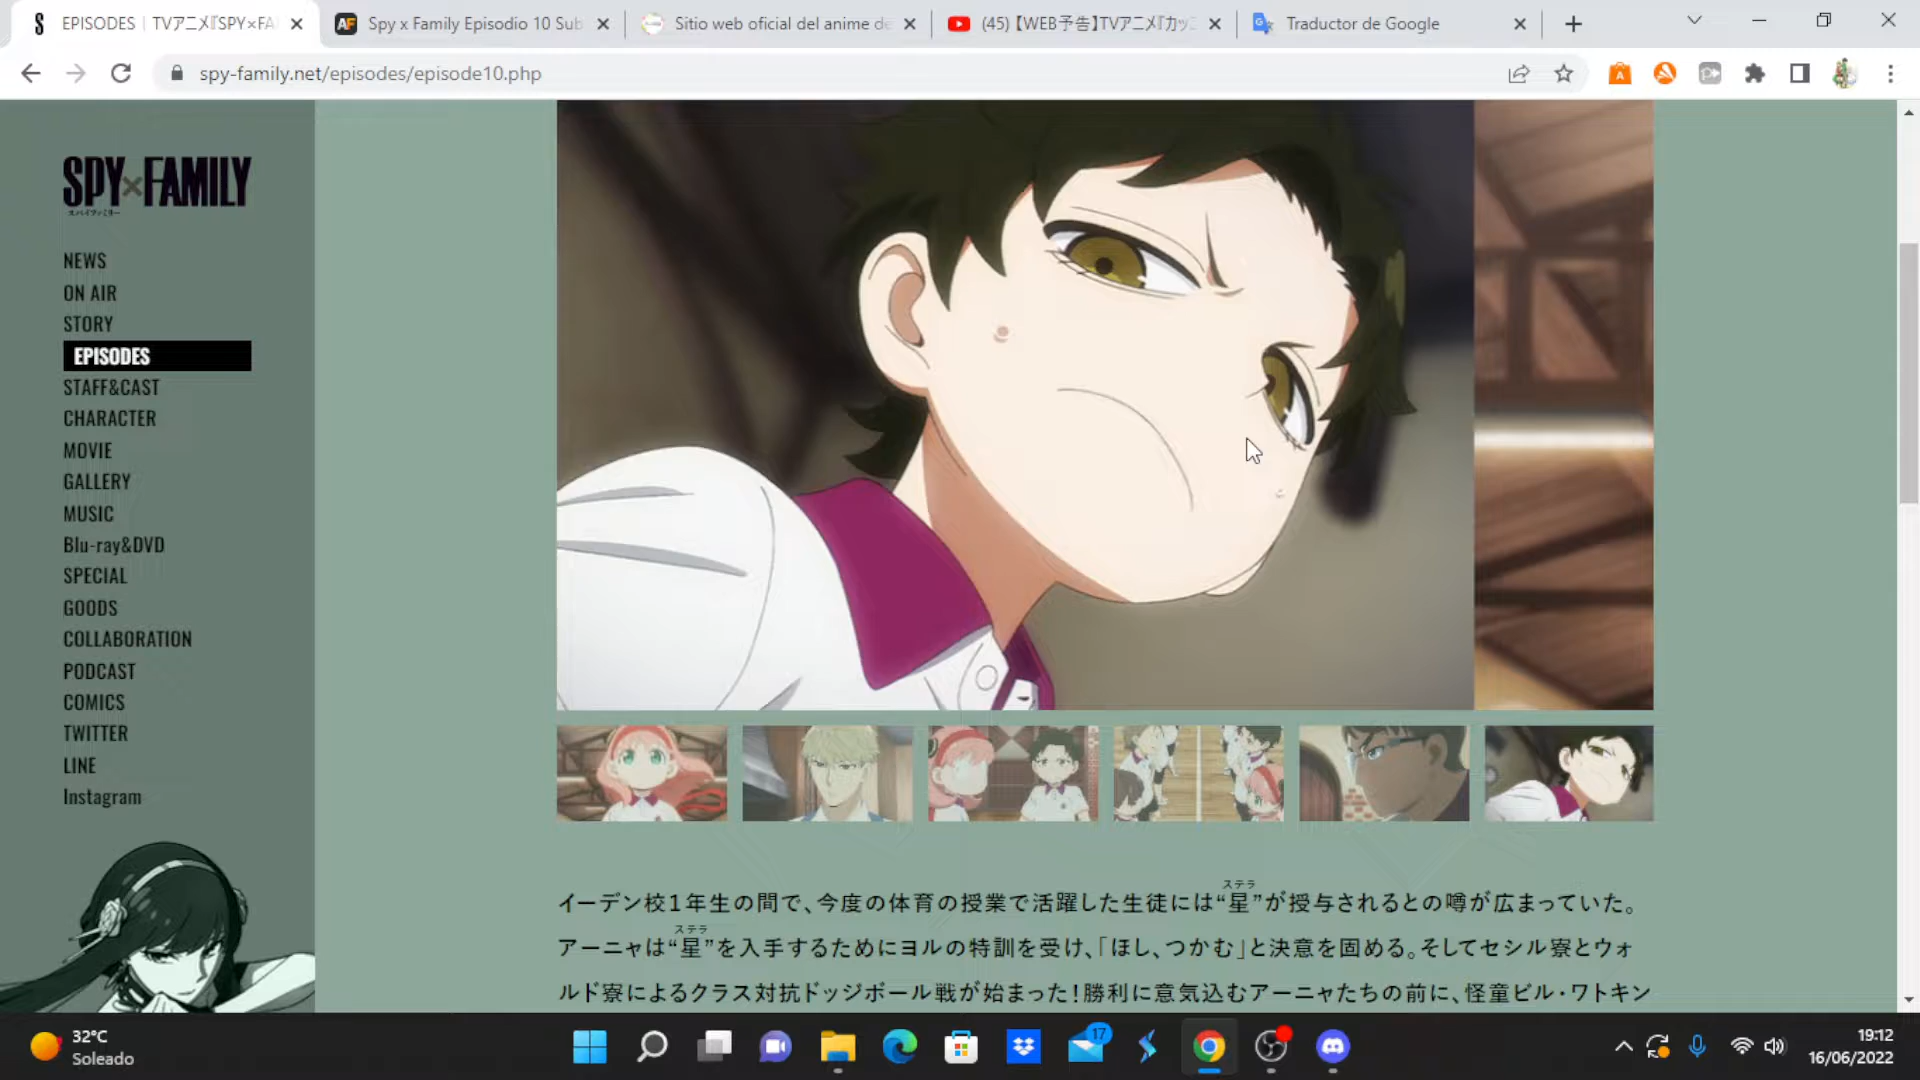 EPISODES | TVアニメ『SPY×FA
Spy x Family Episodio 10 Sub
Sitio web oficial del anime de
(45) 【WEB予告】TVアニメ『カッコ
Traductor de Google
spy-family.net/episodes/episode10.php
SPY×FAMILY
スパイファミリー
NEWS
ON AIR
STORY
EPISODES
STAFF&CAST
CHARACTER
MOVIE
GALLERY
MUSIC
Blu-ray&DVD
SPECIAL
GOODS
COLLABORATION
PODCAST
COMICS
TWITTER
LINE
Instagram
ステラ
イーデン校1年生の間で、今度の体育の授業で活躍した生徒には“星”が授与されるとの噂が広まっていた。
ステラ
アーニャは“星”を入手するためにヨルの特訓を受け、「ほし、つかむ」と決意を固める。そしてセシル寮とウォ
ルド寮によるクラス対抗ドッジボール戦が始まった！勝利に意気込むアーニャたちの前に、怪童ビル・ワトキン
32°C
Soleado
17
19:12
16/06/2022